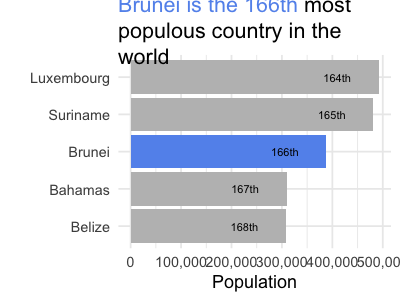 Brunei is the 166th most
populous country in the
world
Luxembourg 164th
Suriname 165th
Brunei 166th
Bahamas 167th
Belize 168th
0 100,000 200,000 300,000 400,000 500,00
Population